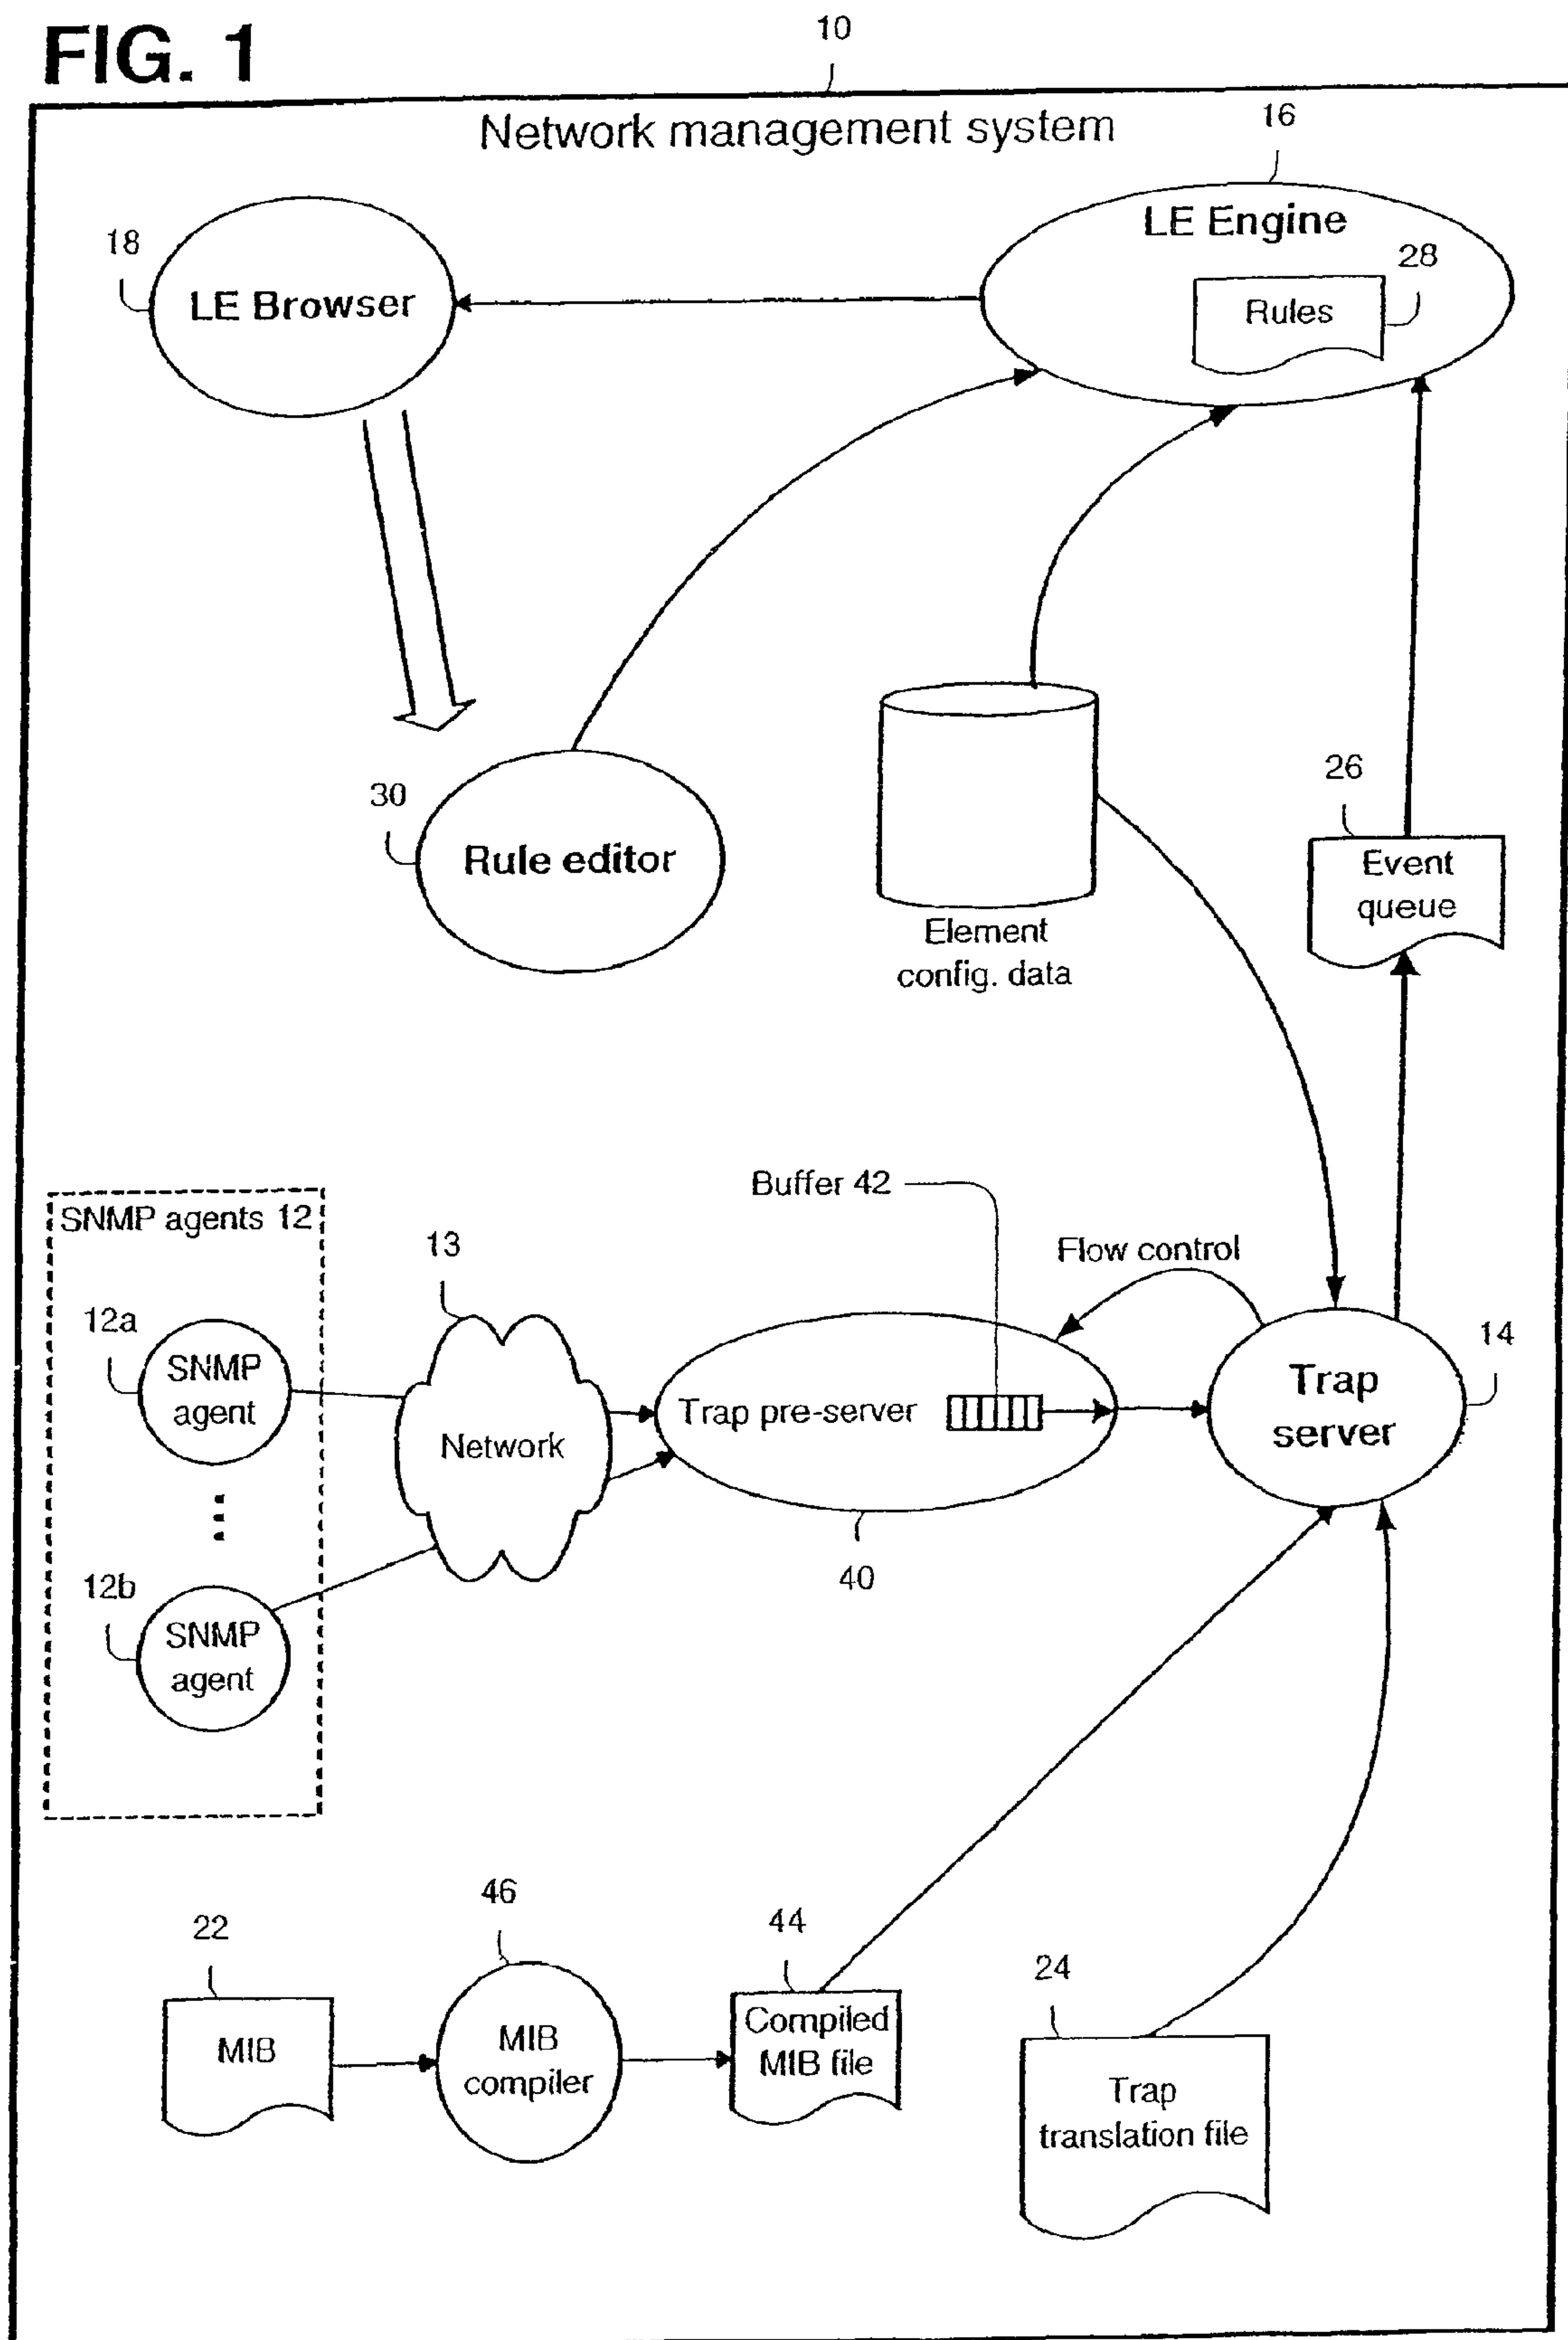 FIG. 1
10
Network management system
16
LE Engine
28
Rules
18
LE Browser
30
Rule editor
Element
config. data
26
Event
queue
Buffer 42
Flow control
SNMP agents 12
12a
SNMP
agent
13
Network
Trap pre-server
40
14
Trap
server
12b
SNMP
agent
22
MIB
46
MIB
compiler
44
Compiled
MIB file
24
Trap
translation file